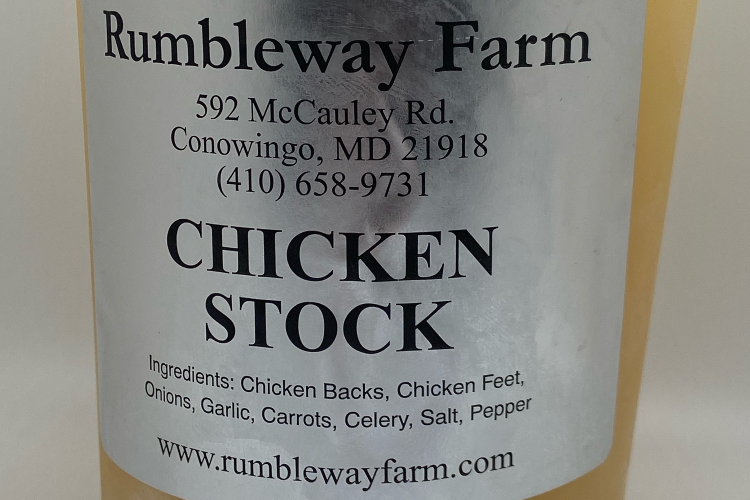 Rumbleway Farm
592 McCauley Rd.
Conowingo, MD 21918
(410) 658-9731
CHICKEN
STOCK
Ingredients: Chicken Backs, Chicken Feet,
Onions, Garlic, Carrots, Celery, Salt, Pepper
www.rumblewayfarm.com